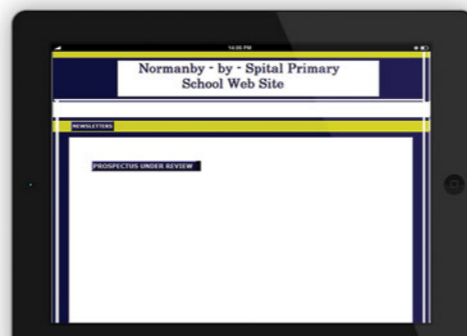 14:06 PM
Normanby - by - Spital Primary
School Web Site
NEWSLETTERS
PROSPECTUS UNDER REVIEW